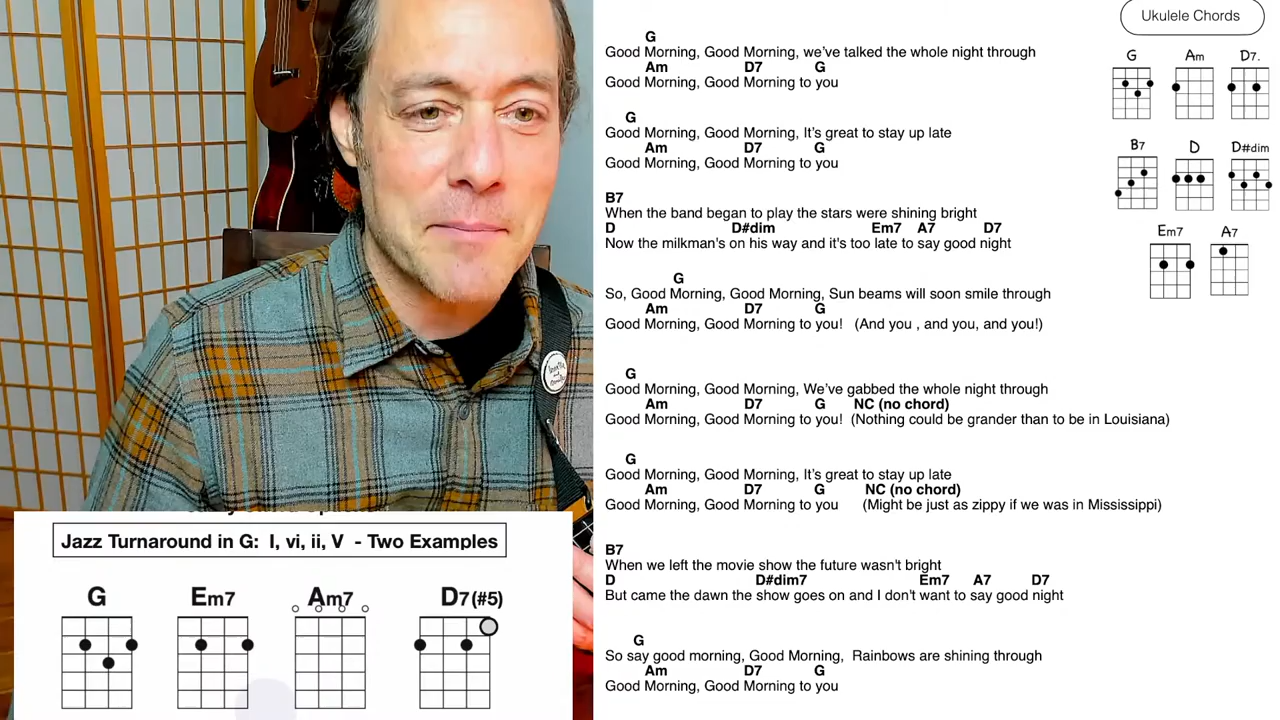 Jazz Turnaround in G:  I, vi, ii, V  - Two Examples
G Em7 Am7 D7(#5)
G
Good Morning, Good Morning, we've talked the whole night through
Am D7 G
Good Morning, Good Morning to you
G
Good Morning, Good Morning, It's great to stay up late
Am D7 G
Good Morning, Good Morning to you
B7
When the band began to play the stars were shining bright
D D#dim Em7 A7 D7
Now the milkman's on his way and it's too late to say good night
G
So, Good Morning, Good Morning, Sun beams will soon smile through
Am D7 G
Good Morning, Good Morning to you!   (And you , and you, and you!)
G
Good Morning, Good Morning, We've gabbed the whole night through
Am D7 G NC (no chord)
Good Morning, Good Morning to you!  (Nothing could be grander than to be in Louisiana)
G
Good Morning, Good Morning, It's great to stay up late
Am D7 G NC (no chord)
Good Morning, Good Morning to you (Might be just as zippy if we was in Mississippi)
B7
When we left the movie show the future wasn't bright
D D#dim7 Em7 A7 D7
But came the dawn the show goes on and I don't want to say good night
G
So say good morning, Good Morning,  Rainbows are shining through
Am D7 G
Good Morning, Good Morning to you
Ukulele Chords
G Am D7.
B7 D D#dim
Em7 A7